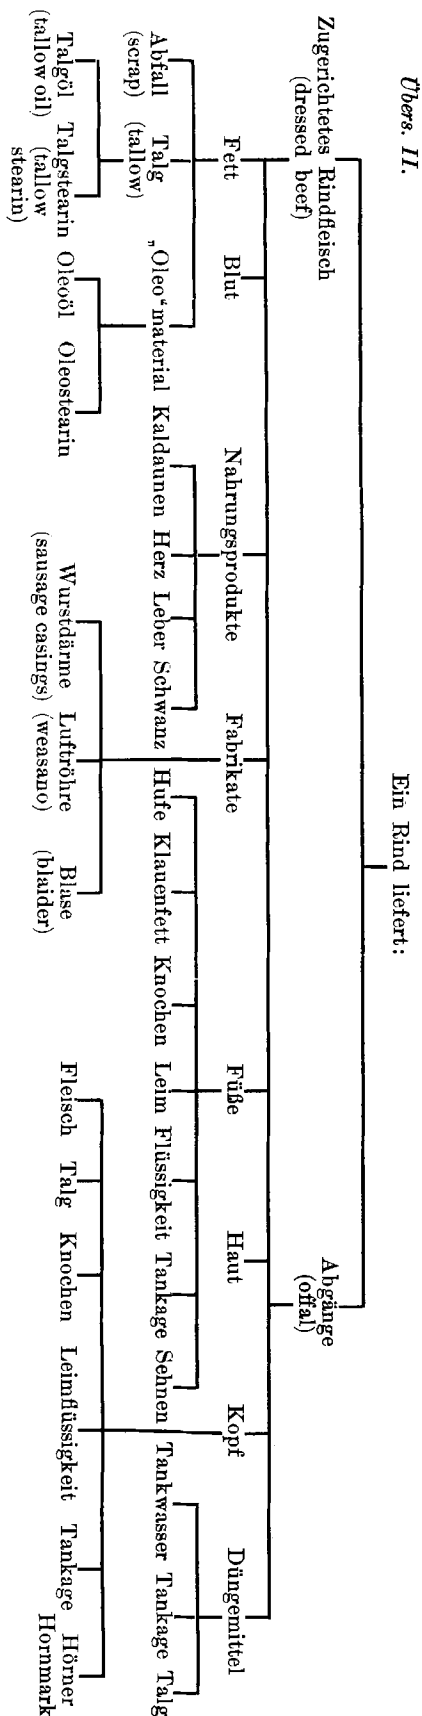 Übers. II.
Ein Rind liefert:
Zugerichtetes Rindfleisch
(dressed beef)
Abgänge
(offal)
Fett Blut Nahrungsprodukte Fabrikate Füße Haut Kopf Düngemittel
Abfall
(scrap)
Talg
(tallow)
„Oleo“material
Kaldaunen Herz Leber Schwanz
Hufe Klauenfett Knochen Leim Flüssigkeit Tankage Sehnen
Tankwasser Tankage Talg
Talgöl
(tallow oil)
Talgstearin
(tallow
stearin)
Oleoöl Oleostearin
Wurstdärme
(sausage casings)
Luftröhre
(weasano)
Blase
(blaider)
Fleisch Talg Knochen Leimflüssigkeit Tankage Hörner
Hornmark